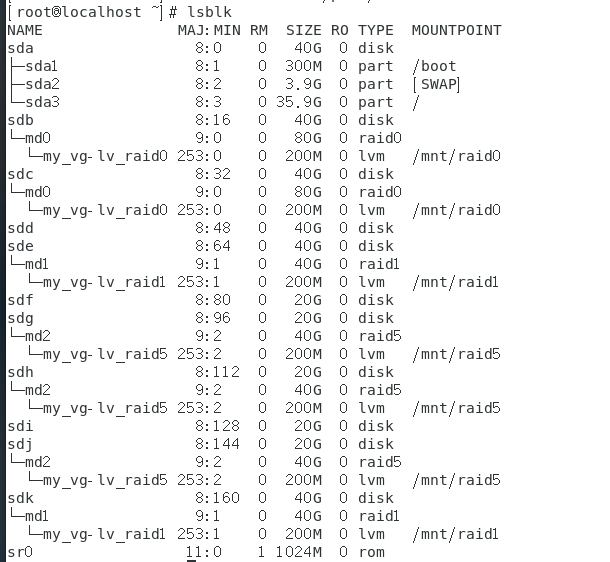 [root@localhost ~]# lsblk
NAME                   MAJ:MIN RM  SIZE RO TYPE  MOUNTPOINT
sda                      8:0    0   40G  0 disk
├─sda1                   8:1    0  300M  0 part  /boot
├─sda2                   8:2    0  3.9G  0 part  [SWAP]
└─sda3                   8:3    0 35.9G  0 part  /
sdb                      8:16   0   40G  0 disk
└─md0                    9:0    0   80G  0 raid0
  └─my_vg-lv_raid0     253:0    0  200M  0 lvm   /mnt/raid0
sdc                      8:32   0   40G  0 disk
└─md0                    9:0    0   80G  0 raid0
  └─my_vg-lv_raid0     253:0    0  200M  0 lvm   /mnt/raid0
sdd                      8:48   0   40G  0 disk
sde                      8:64   0   40G  0 disk
└─md1                    9:1    0   40G  0 raid1
  └─my_vg-lv_raid1     253:1    0  200M  0 lvm   /mnt/raid1
sdf                      8:80   0   20G  0 disk
sdg                      8:96   0   20G  0 disk
└─md2                    9:2    0   40G  0 raid5
  └─my_vg-lv_raid5     253:2    0  200M  0 lvm   /mnt/raid5
sdh                      8:112  0   20G  0 disk
└─md2                    9:2    0   40G  0 raid5
  └─my_vg-lv_raid5     253:2    0  200M  0 lvm   /mnt/raid5
sdi                      8:128  0   20G  0 disk
sdj                      8:144  0   20G  0 disk
└─md2                    9:2    0   40G  0 raid5
  └─my_vg-lv_raid5     253:2    0  200M  0 lvm   /mnt/raid5
sdk                      8:160  0   40G  0 disk
└─md1                    9:1    0   40G  0 raid1
  └─my_vg-lv_raid1     253:1    0  200M  0 lvm   /mnt/raid1
sr0                     11:0    1 1024M  0 rom